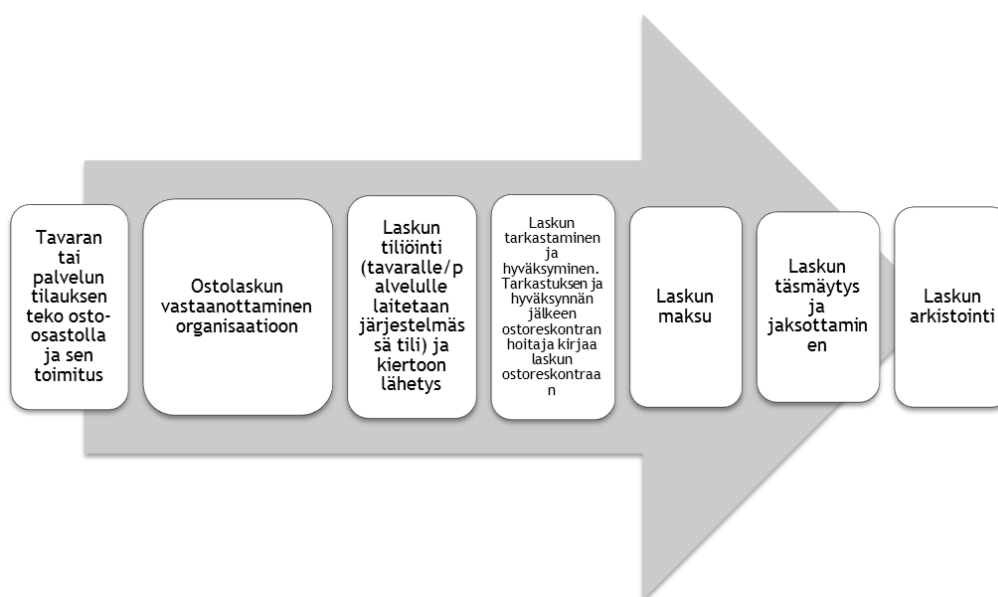 Tavaran
tai
palvelun
tilauksen
teko osto-
osastolla
ja sen
toimitus
Ostolaskun
vastaanottaminen
organisaatioon
Laskun
tiliöinti
(tavaralle/p
alvelulle
laitetaan
järjestelmäs
sä tili) ja
kiertoon
lähetys
Laskun
tarkastaminen
ja
hyväksyminen.
Tarkastuksen ja
hyväksynnän
jälkeen
ostoreskontran
hoitaja kirjaa
laskun
ostoreskontraa
n
Laskun
maksu
Laskun
täsmäytys
ja
jaksottamin
en
Laskun
arkistointi